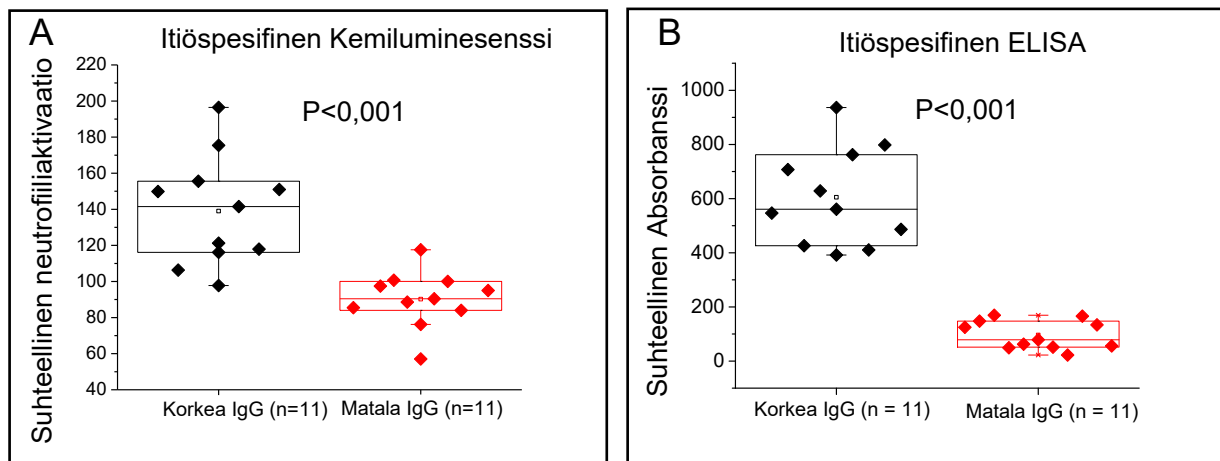 A
Itiöspesifinen Kemiluminesenssi
Suhteellinen neutrofiiliaktivaatio
220
200
180
160
140
120
100
80
60
40
P<0,001
Korkea IgG (n=11)
Matala IgG (n=11)
B
Itiöspesifinen ELISA
Suhteellinen Absorbanssi
1000
800
600
400
200
0
P<0,001
Korkea IgG (n = 11)
Matala IgG (n = 11)